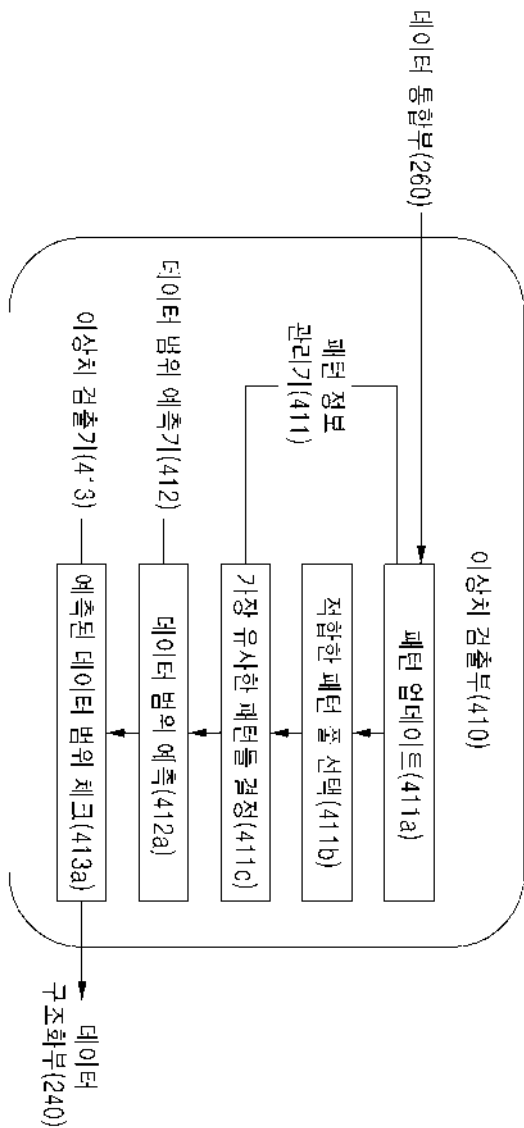 이상치 검출부(410)
데이터 통합부(260)
패턴 업데이트(411a)
적합한 패턴 풀 선택(411b)
패턴 정보
관리기(411)
가장 유사한 패턴들 결정(411c)
데이터 범위 예측기(412)
데이터 범위 예측(412a)
이상치 검출기(413)
예측된 데이터 범위 체크(413a)
데이터
구조화부(240)